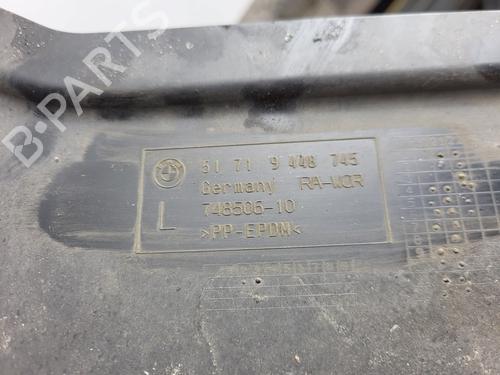 B-PARTS
51 71 9 448 745
Germany RA-WOR
L 748506-10
>PP-EPDM<